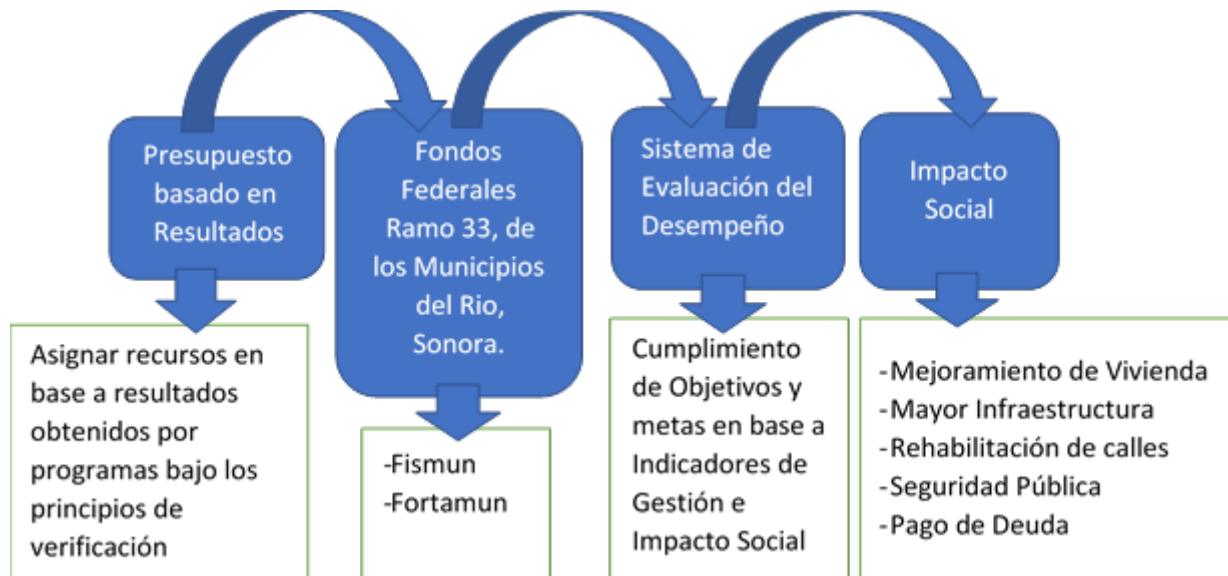 Presupuesto
basado en
Resultados
Fondos
Federales
Ramo 33, de
los Municipios
del Rio,
Sonora.
Sistema de
Evaluación del
Desempeño
Impacto
Social
Asignar recursos en
base a resultados
obtenidos por
programas bajo los
principios de
verificación
-Fismun
-Fortamun
Cumplimiento
de Objetivos y
metas en base a
Indicadores de
Gestión e
Impacto Social
-Mejoramiento de Vivienda
-Mayor Infraestructura
-Rehabilitación de calles
-Seguridad Pública
-Pago de Deuda